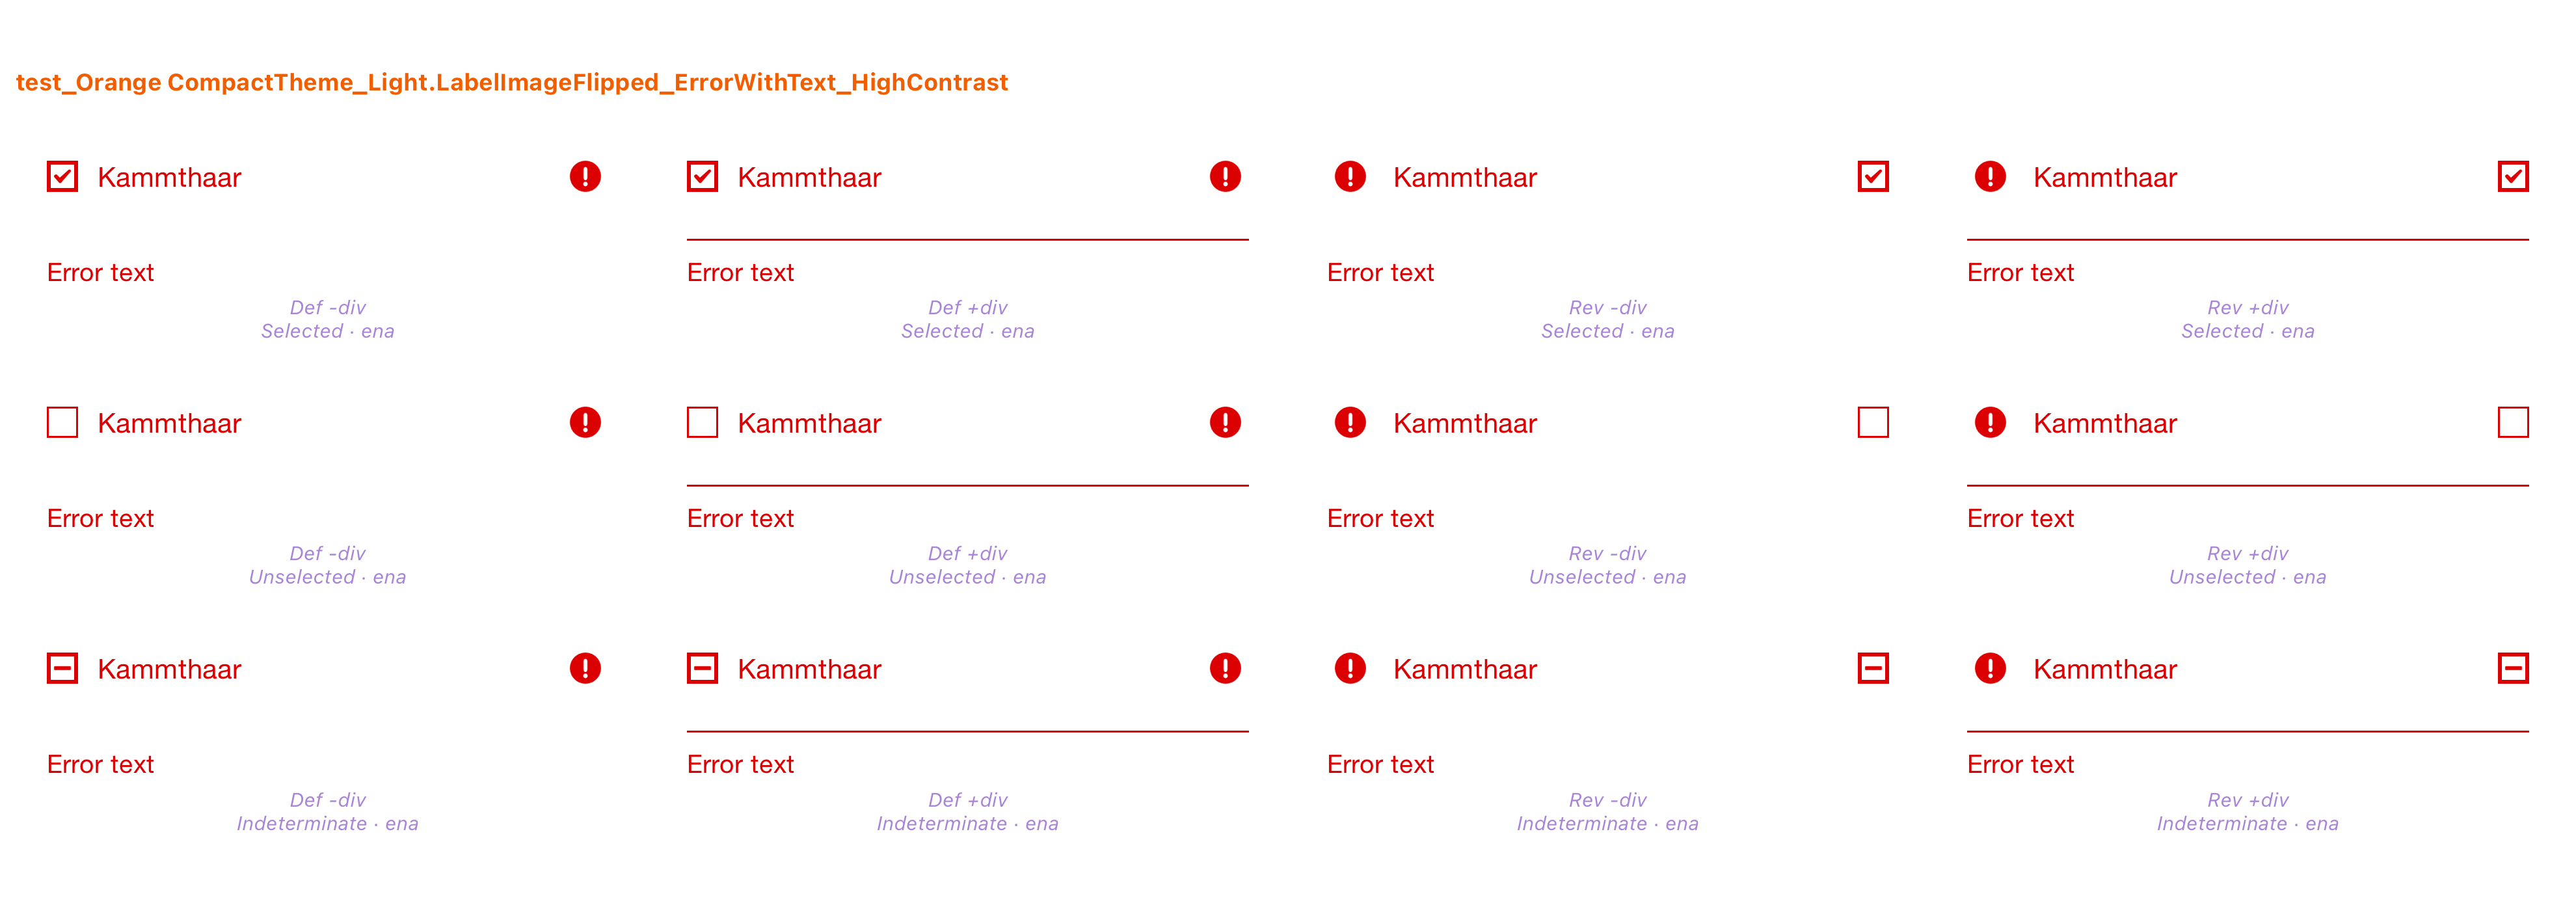 test_Orange CompactTheme_Light.LabelImageFlipped_ErrorWithText_HighContrast
Kammthaar
Kammthaar
Kammthaar
Kammthaar
Error text
Error text
Error text
Error text
Def -div
Def +div
Rev -div
Rev +div
Selected · ena
Selected · ena
Selected · ena
Selected · ena
Kammthaar
Kammthaar
Kammthaar
Kammthaar
Error text
Error text
Error text
Error text
Def -div
Def +div
Rev -div
Rev +div
Unselected · ena
Unselected · ena
Unselected · ena
Unselected · ena
Kammthaar
Kammthaar
Kammthaar
Kammthaar
Error text
Error text
Error text
Error text
Def -div
Def +div
Rev -div
Rev +div
Indeterminate · ena
Indeterminate · ena
Indeterminate · ena
Indeterminate · ena